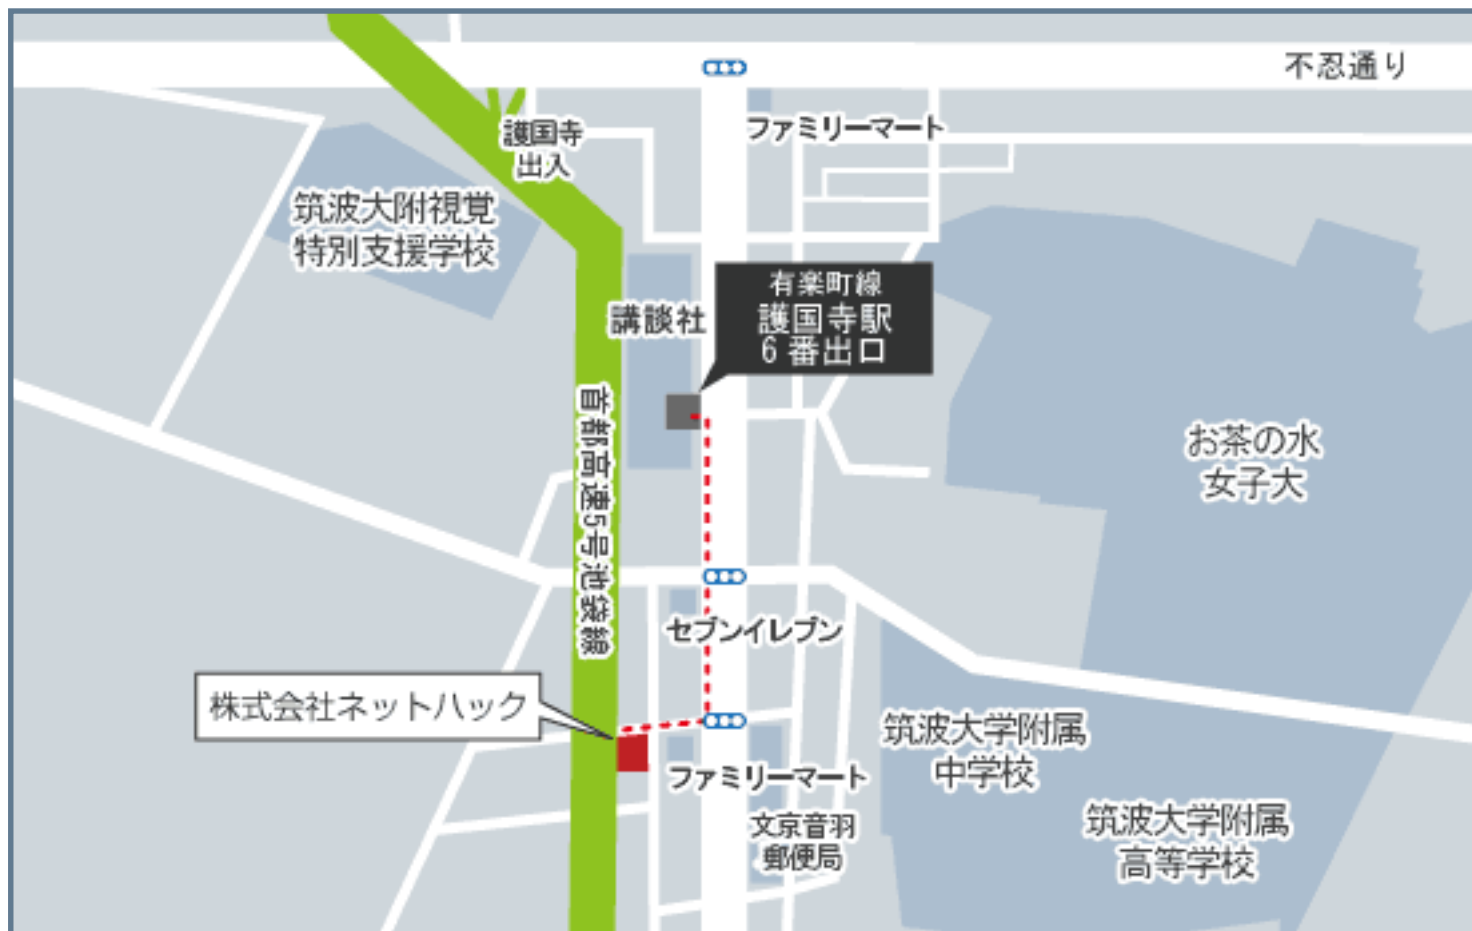 不忍通り
ファミリーマート
護国寺
出入
筑波大附視覚
特別支援学校
有楽町線
護国寺駅
6番出口
講談社
首都高速5号池袋線
お茶の水
女子大
セブンイレブン
株式会社ネットハック
筑波大学附属
中学校
ファミリーマート
文京音羽
郵便局
筑波大学附属
高等学校